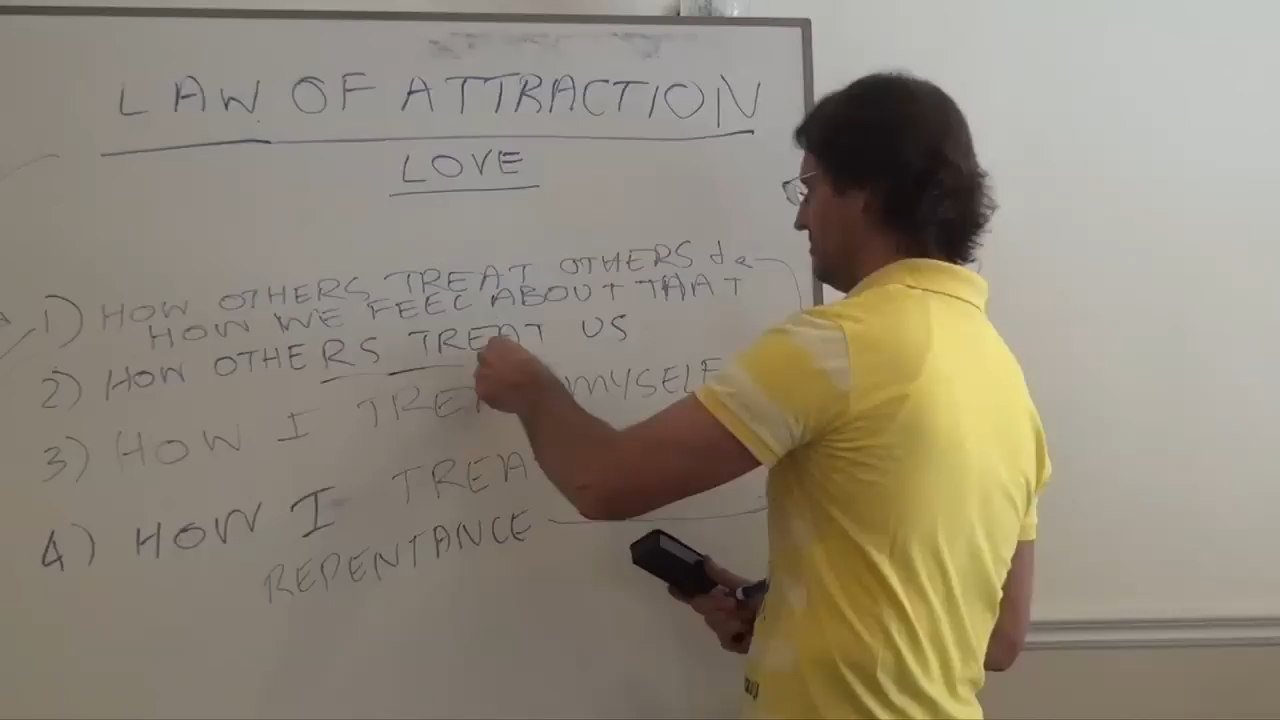 LAW OF ATTRACTION
LOVE
1) HOW OTHERS TREAT OTHERS
HOW WE FEEL ABOUT THAT
2) HOW OTHERS TREAT US
3) HOW I TREAT MYSELF
4) HOW I TREA
REPENTANCE